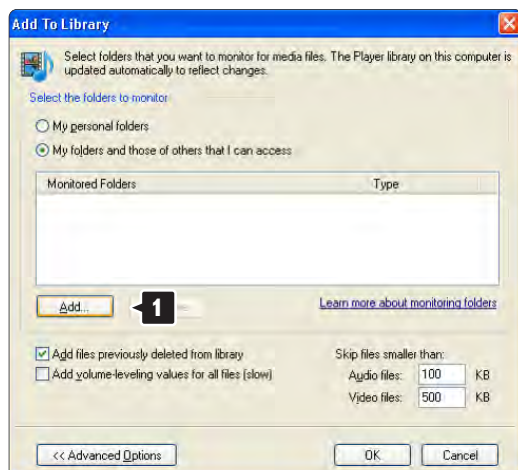 Add To Library
Select folders that you want to monitor for media files. The Player library on this computer is
updated automatically to reflect changes.
Select the folders to monitor
My personal folders
My folders and those of others that I can access
Monitored Folders Type
Add... 1 Learn more about monitoring folders
Add files previously deleted from library
Add volume-leveling values for all files (slow)
Skip files smaller than:
Audio files: 100 KB
Video files: 500 KB
<< Advanced Options OK Cancel